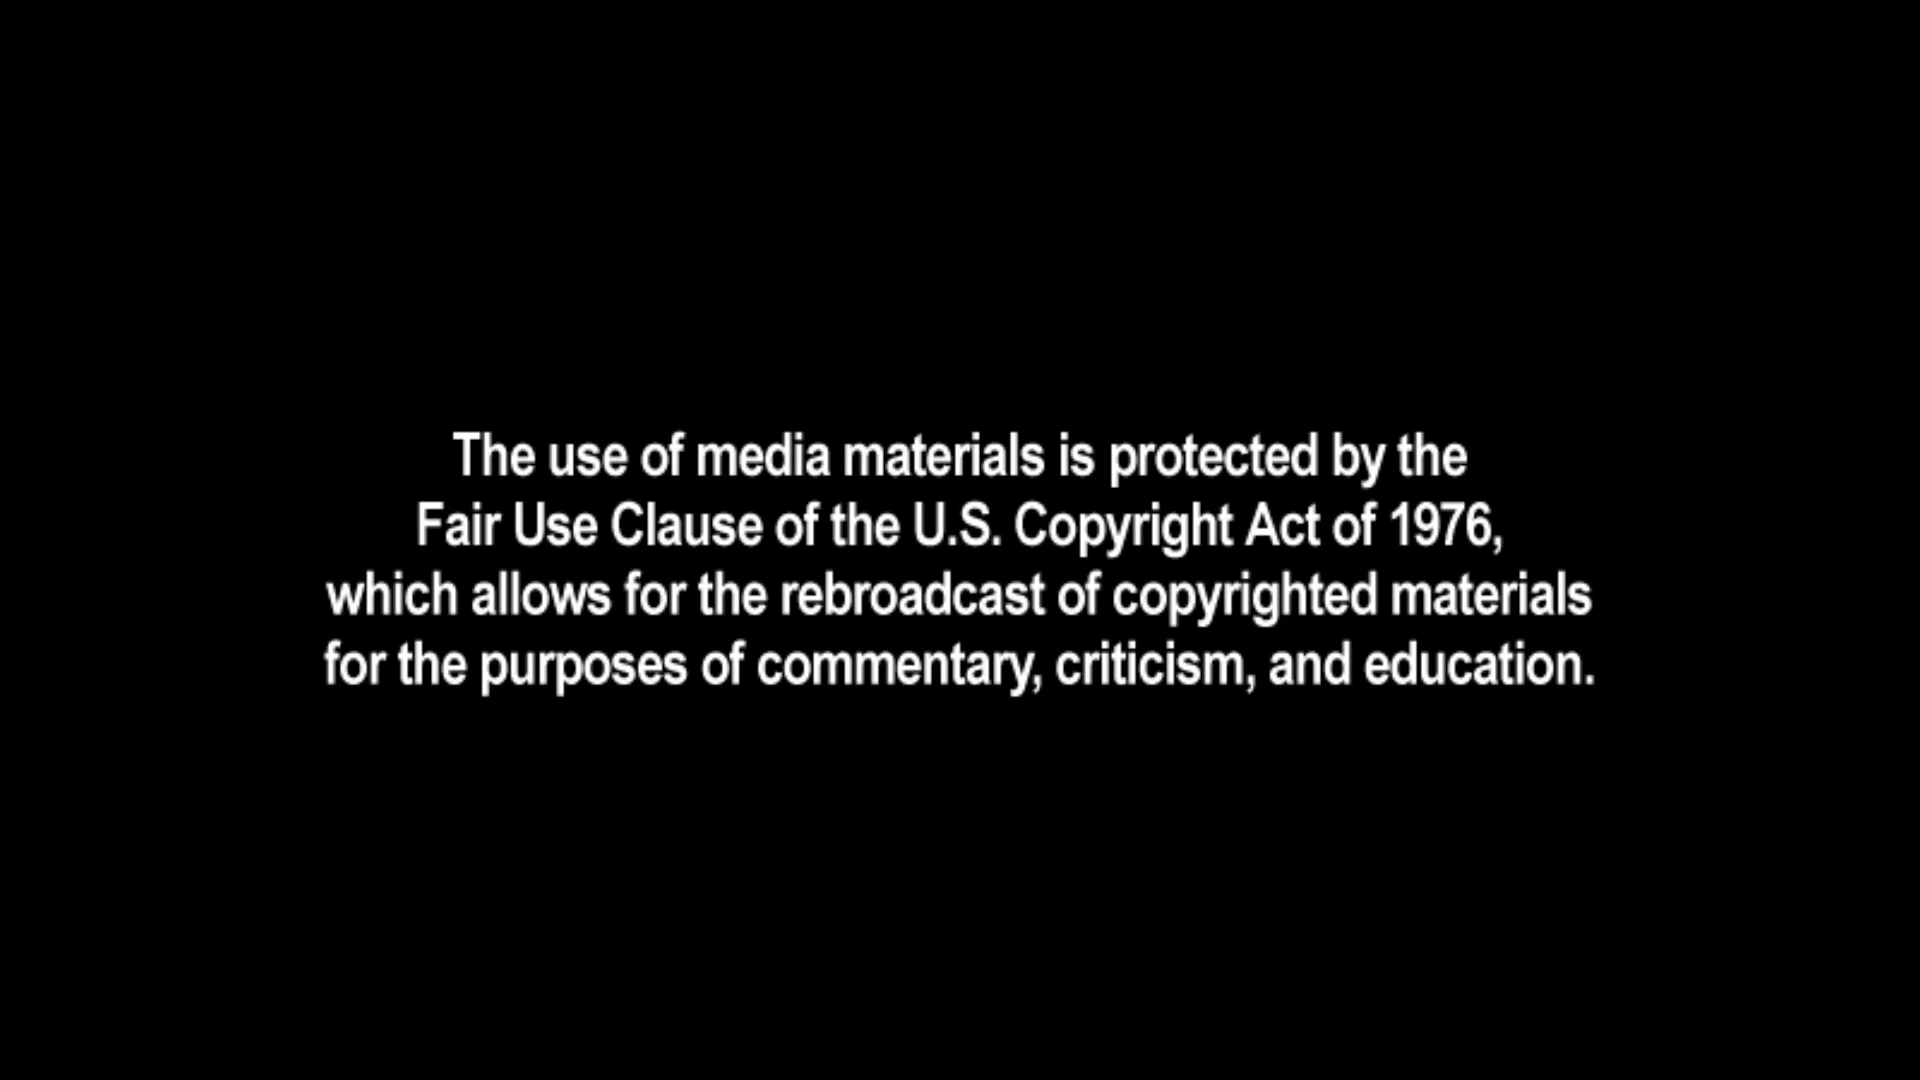 The use of media materials is protected by the
Fair Use Clause of the U.S. Copyright Act of 1976,
which allows for the rebroadcast of copyrighted materials
for the purposes of commentary, criticism, and education.